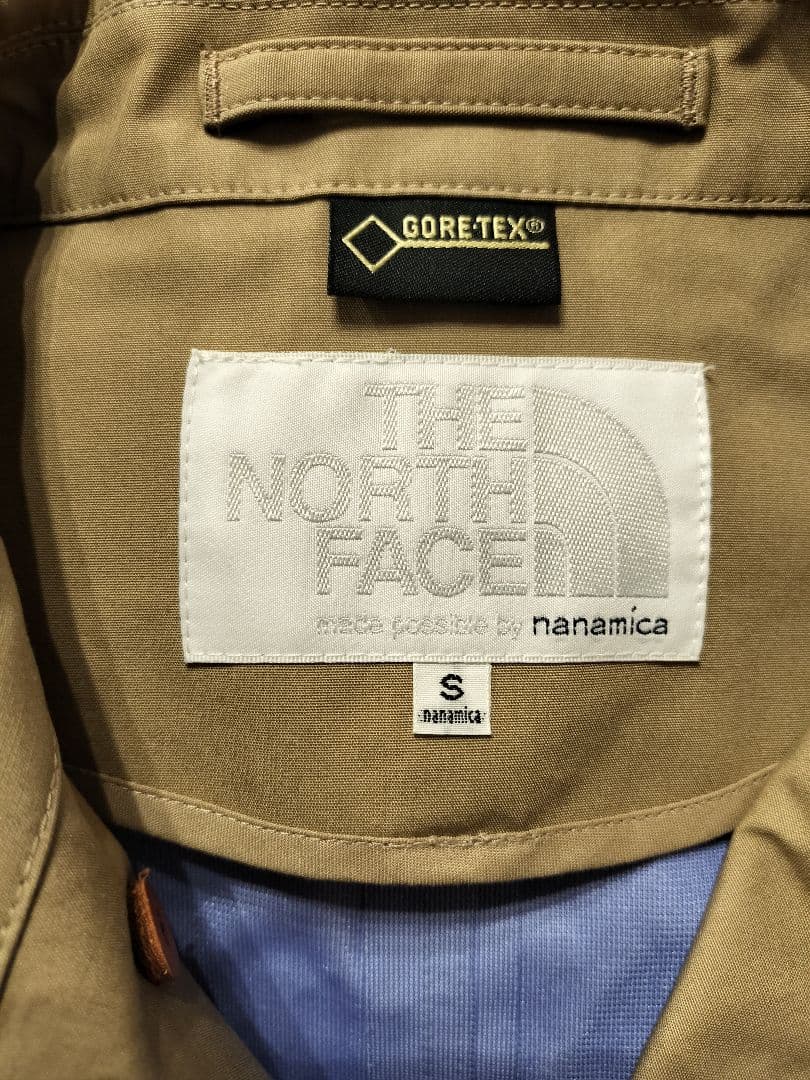 GORE-TEX®
THE
NORTH
FACE
made possible by nanamica
S
nanamica